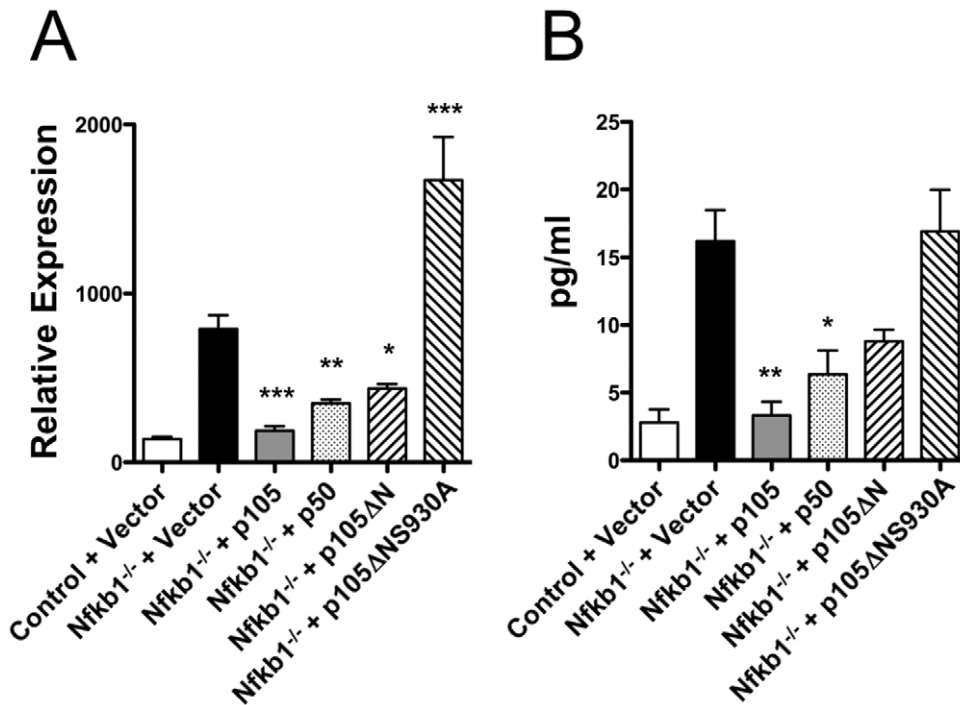 A
Relative Expression
2000
1000
0
***
**
*
***
Control + Vector
Nfkb1-/- + Vector
Nfkb1-/- + p105
Nfkb1-/- + p50
Nfkb1-/- + p105ΔN
Nfkb1-/- + p105ΔNS930A
B
pg/ml
25
20
15
10
5
0
**
*
Control + Vector
Nfkb1-/- + Vector
Nfkb1-/- + p105
Nfkb1-/- + p50
Nfkb1-/- + p105ΔN
Nfkb1-/- + p105ΔNS930A